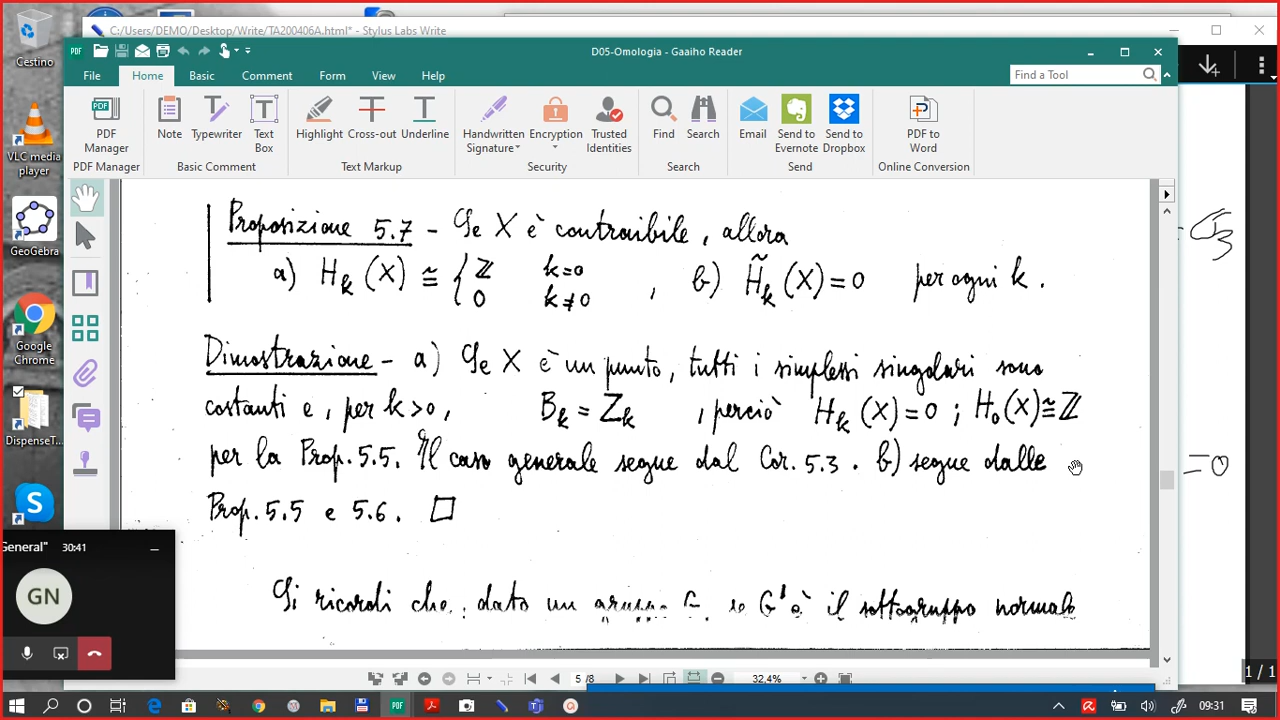 C:/Users/DEMO/Desktop/Write/TA200406A.html* - Stylus Labs Write
D05-Omologia - Gaaiho Reader
File Home Basic Comment Form View Help
Find a Tool
PDF Manager
Note
Typewriter
Text Box
Highlight
Cross-out
Underline
Handwritten Signature
Encryption
Trusted Identities
Find
Search
Email
Send to Evernote
Send to Dropbox
PDF to Word
PDF Manager Basic Comment Text Markup Security Search Send Online Conversion
Cestino
VLC media player
GeoGebra
Google Chrome
DispenseT...
Skype
Proposizione 5.7 - Se X è contraibile, allora
a) H_k (X) ≅ { ℤ k=0 0 k≠0 , b) H̃_k (X) = 0 per ogni k.
Dimostrazione - a) Se X è un punto, tutti i simplessi singolari sono
costanti e, per k>0, B_k = Z_k , perciò H_k (X) = 0 ; H_0 (X) ≅ ℤ
per la Prop. 5.5. Il caso generale segue dal Cor. 5.3. b) segue dalle
Prop. 5.5 e 5.6. □
Si ricordi che, dato un gruppo G, se G' è il sottogruppo normale
=0
General" 30:41
GN
5 /8
32,4%
1 / 1
09:31